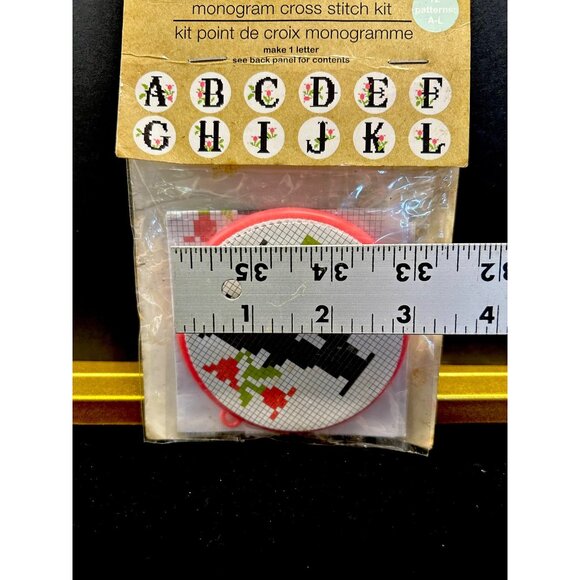 monogram cross stitch kit
kit point de croix monogramme
make 1 letter
see back panel for contents
patterns
A-L
A B C D E F
G H I J K L
35 34 33 32
1 2 3 4